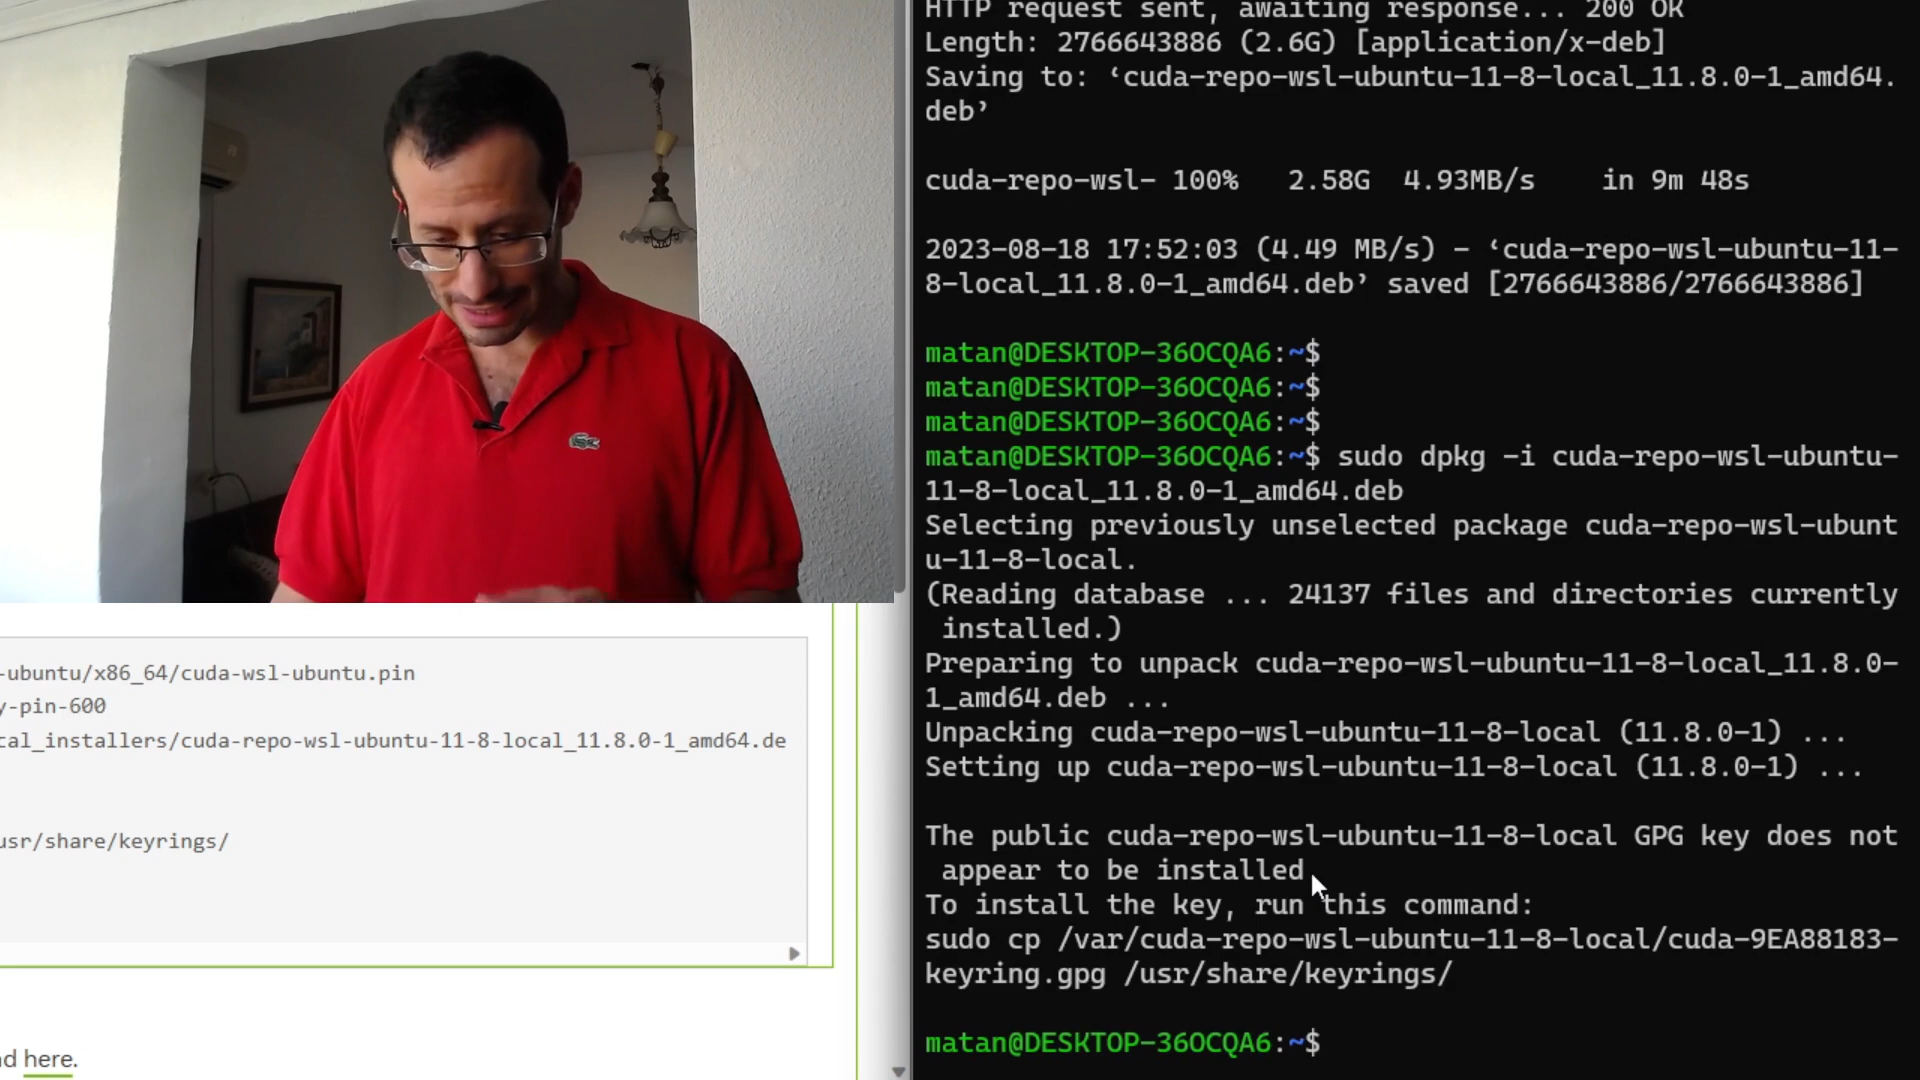 HTTP request sent, awaiting response... 200 OK
Length: 2766643886 (2.6G) [application/x-deb]
Saving to: ‘cuda-repo-wsl-ubuntu-11-8-local_11.8.0-1_amd64.
deb’
cuda-repo-wsl- 100% 2.58G 4.93MB/s in 9m 48s
2023-08-18 17:52:03 (4.49 MB/s) - ‘cuda-repo-wsl-ubuntu-11-
8-local_11.8.0-1_amd64.deb’ saved [2766643886/2766643886]
matan@DESKTOP-36OCQA6:~$
matan@DESKTOP-36OCQA6:~$
matan@DESKTOP-36OCQA6:~$
matan@DESKTOP-36OCQA6:~$ sudo dpkg -i cuda-repo-wsl-ubuntu-
11-8-local_11.8.0-1_amd64.deb
Selecting previously unselected package cuda-repo-wsl-ubunt
u-11-8-local.
(Reading database ... 24137 files and directories currently
installed.)
Preparing to unpack cuda-repo-wsl-ubuntu-11-8-local_11.8.0-
1_amd64.deb ...
Unpacking cuda-repo-wsl-ubuntu-11-8-local (11.8.0-1) ...
Setting up cuda-repo-wsl-ubuntu-11-8-local (11.8.0-1) ...
The public cuda-repo-wsl-ubuntu-11-8-local GPG key does not
appear to be installed.
To install the key, run this command:
sudo cp /var/cuda-repo-wsl-ubuntu-11-8-local/cuda-9EA88183-
keyring.gpg /usr/share/keyrings/
matan@DESKTOP-36OCQA6:~$
-ubuntu/x86_64/cuda-wsl-ubuntu.pin
y-pin-600
cal_installers/cuda-repo-wsl-ubuntu-11-8-local_11.8.0-1_amd64.de
usr/share/keyrings/
nd here.